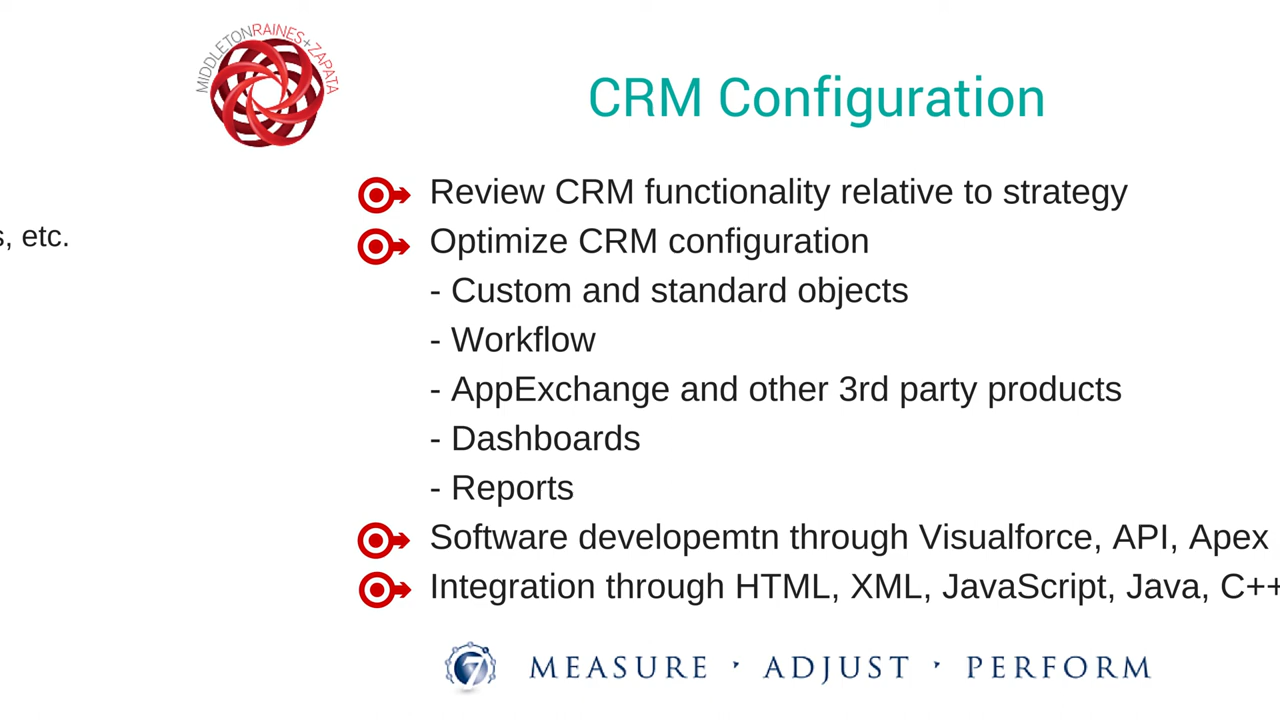 MIDDLETONRAINES+ZAPATA
CRM Configuration
s, etc.
Review CRM functionality relative to strategy
Optimize CRM configuration
- Custom and standard objects
- Workflow
- AppExchange and other 3rd party products
- Dashboards
- Reports
Software developemtn through Visualforce, API, Apex
Integration through HTML, XML, JavaScript, Java, C++
7 MEASURE · ADJUST · PERFORM